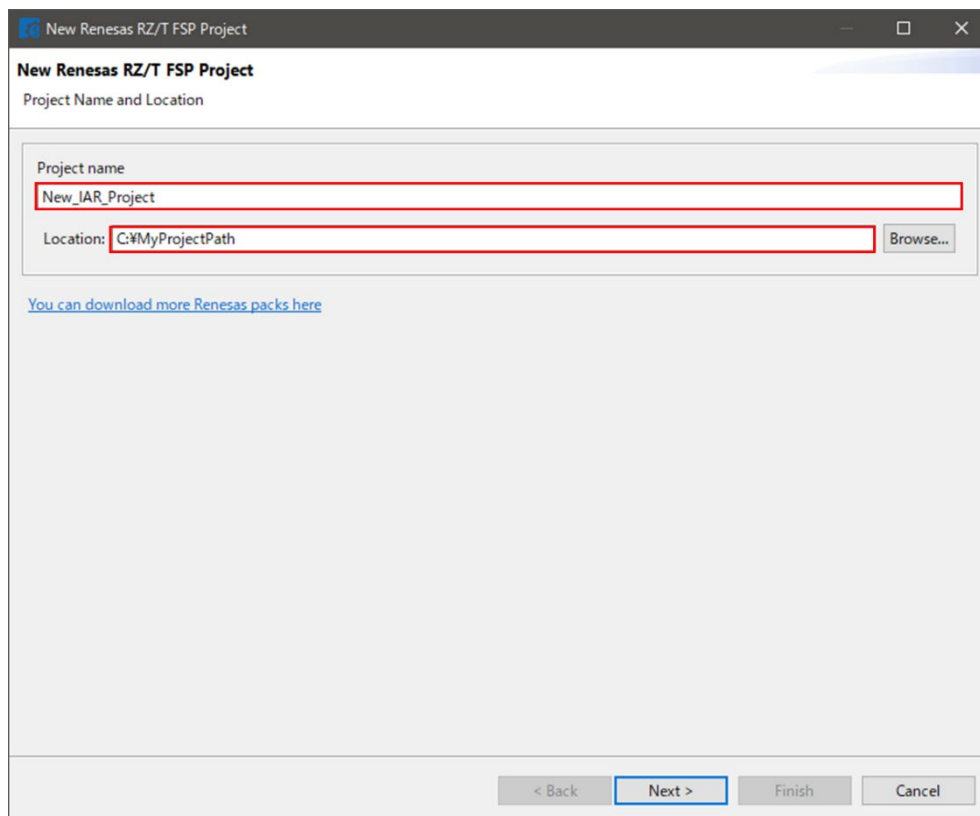 New Renesas RZ/T FSP Project
New Renesas RZ/T FSP Project
Project Name and Location
Project name
New_IAR_Project
Location: C:¥MyProjectPath Browse...
You can download more Renesas packs here
< Back Next > Finish Cancel